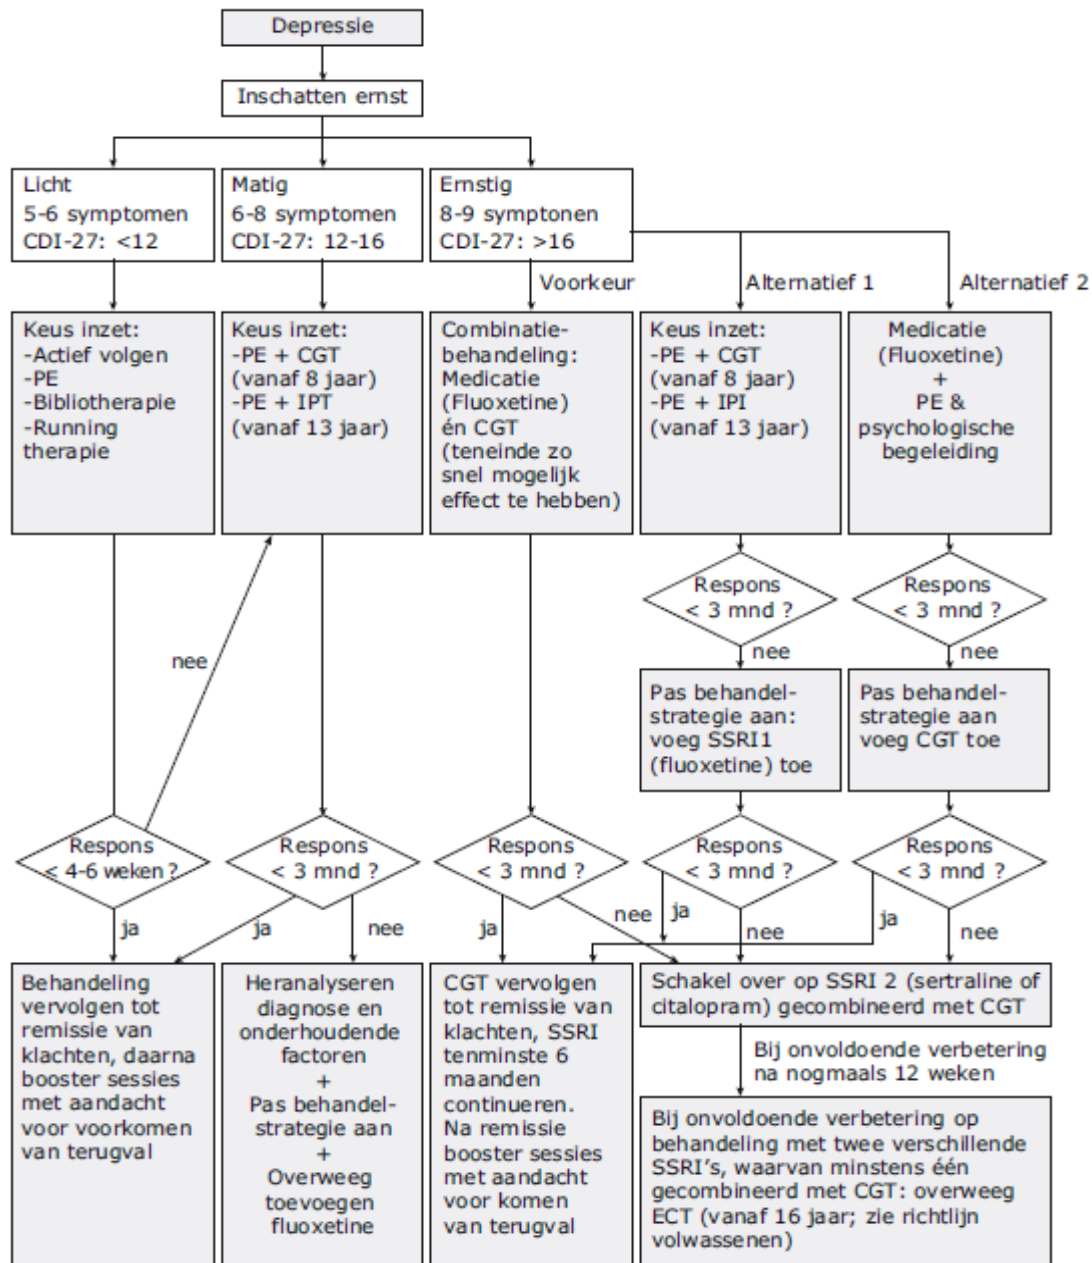 Depressie
Inschatten ernst
Licht
5-6 symptomen
CDI-27: <12
Matig
6-8 symptomen
CDI-27: 12-16
Ernstig
8-9 symptonen
CDI-27: >16
Voorkeur
Alternatief 1
Alternatief 2
Keus inzet:
-Actief volgen
-PE
-Bibliotherapie
-Running
therapie
Keus inzet:
-PE + CGT
(vanaf 8 jaar)
-PE + IPT
(vanaf 13 jaar)
Combinatie-
behandeling:
Medicatie
(Fluoxetine)
én CGT
(teneinde zo
snel mogelijk
effect te hebben)
Keus inzet:
-PE + CGT
(vanaf 8 jaar)
-PE + IPI
(vanaf 13 jaar)
Medicatie
(Fluoxetine)
+
PE &
psychologische
begeleiding
Respons
< 3 mnd ?
Respons
< 3 mnd ?
nee
nee
nee
Pas behandel-
strategie aan:
voeg SSRI1
(fluoxetine) toe
Pas behandel-
strategie aan
voeg CGT toe
Respons
< 4-6 weken ?
Respons
< 3 mnd ?
Respons
< 3 mnd ?
Respons
< 3 mnd ?
Respons
< 3 mnd ?
ja
ja
nee
ja
nee
ja
nee
ja
nee
Behandeling
vervolgen tot
remissie van
klachten, daarna
booster sessies
met aandacht
voor voorkomen
van terugval
Heranalyseren
diagnose en
onderhoudende
factoren
+
Pas behandel-
strategie aan
+
Overweeg
toevoegen
fluoxetine
CGT vervolgen
tot remissie van
klachten, SSRI
tenminste 6
maanden
continueren.
Na remissie
booster sessies
met aandacht
voor komen
van terugval
Schakel over op SSRI 2 (sertraline of
citalopram) gecombineerd met CGT
Bij onvoldoende verbetering
na nogmaals 12 weken
Bij onvoldoende verbetering op
behandeling met twee verschillende
SSRI's, waarvan minstens één
gecombineerd met CGT: overweeg
ECT (vanaf 16 jaar; zie richtlijn
volwassenen)